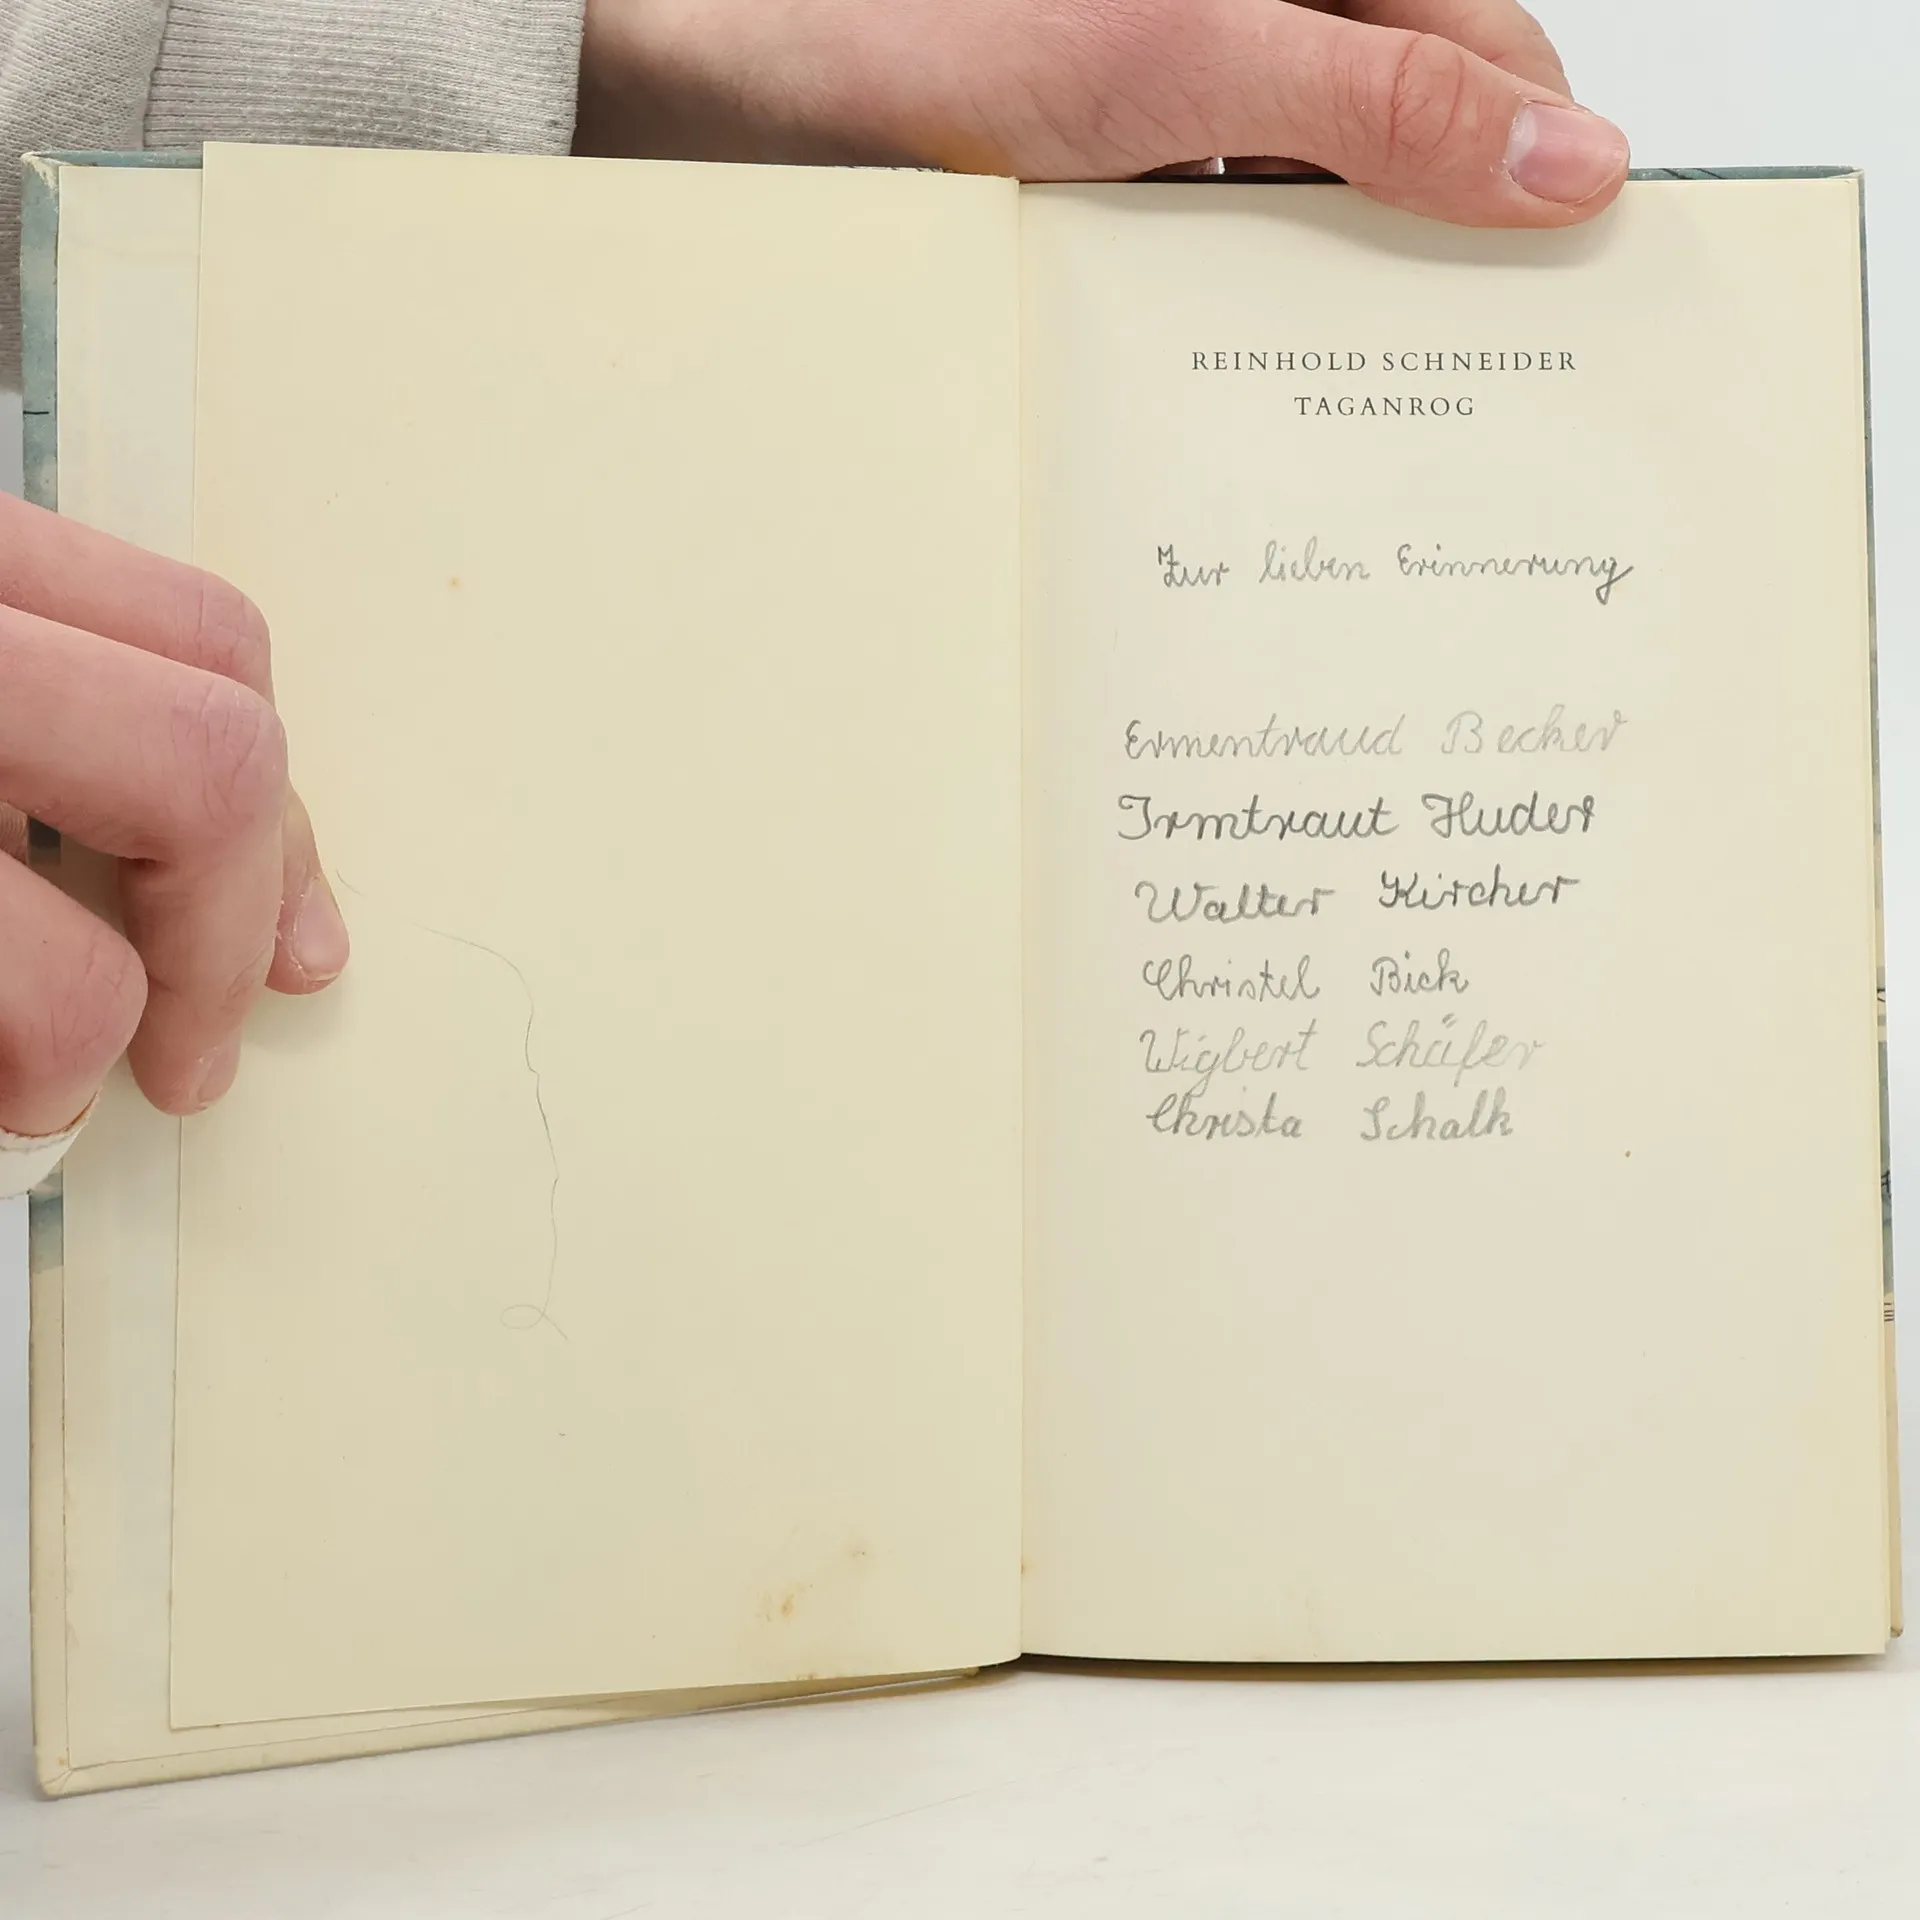 REINHOLD SCHNEIDER
TAGANROG
Zur lieben Erinnerung
Ermentraud Becker
Irmtraut Huder
Walter Kircher
Christel Bick
Wigbert Schäfer
Christa Schalk